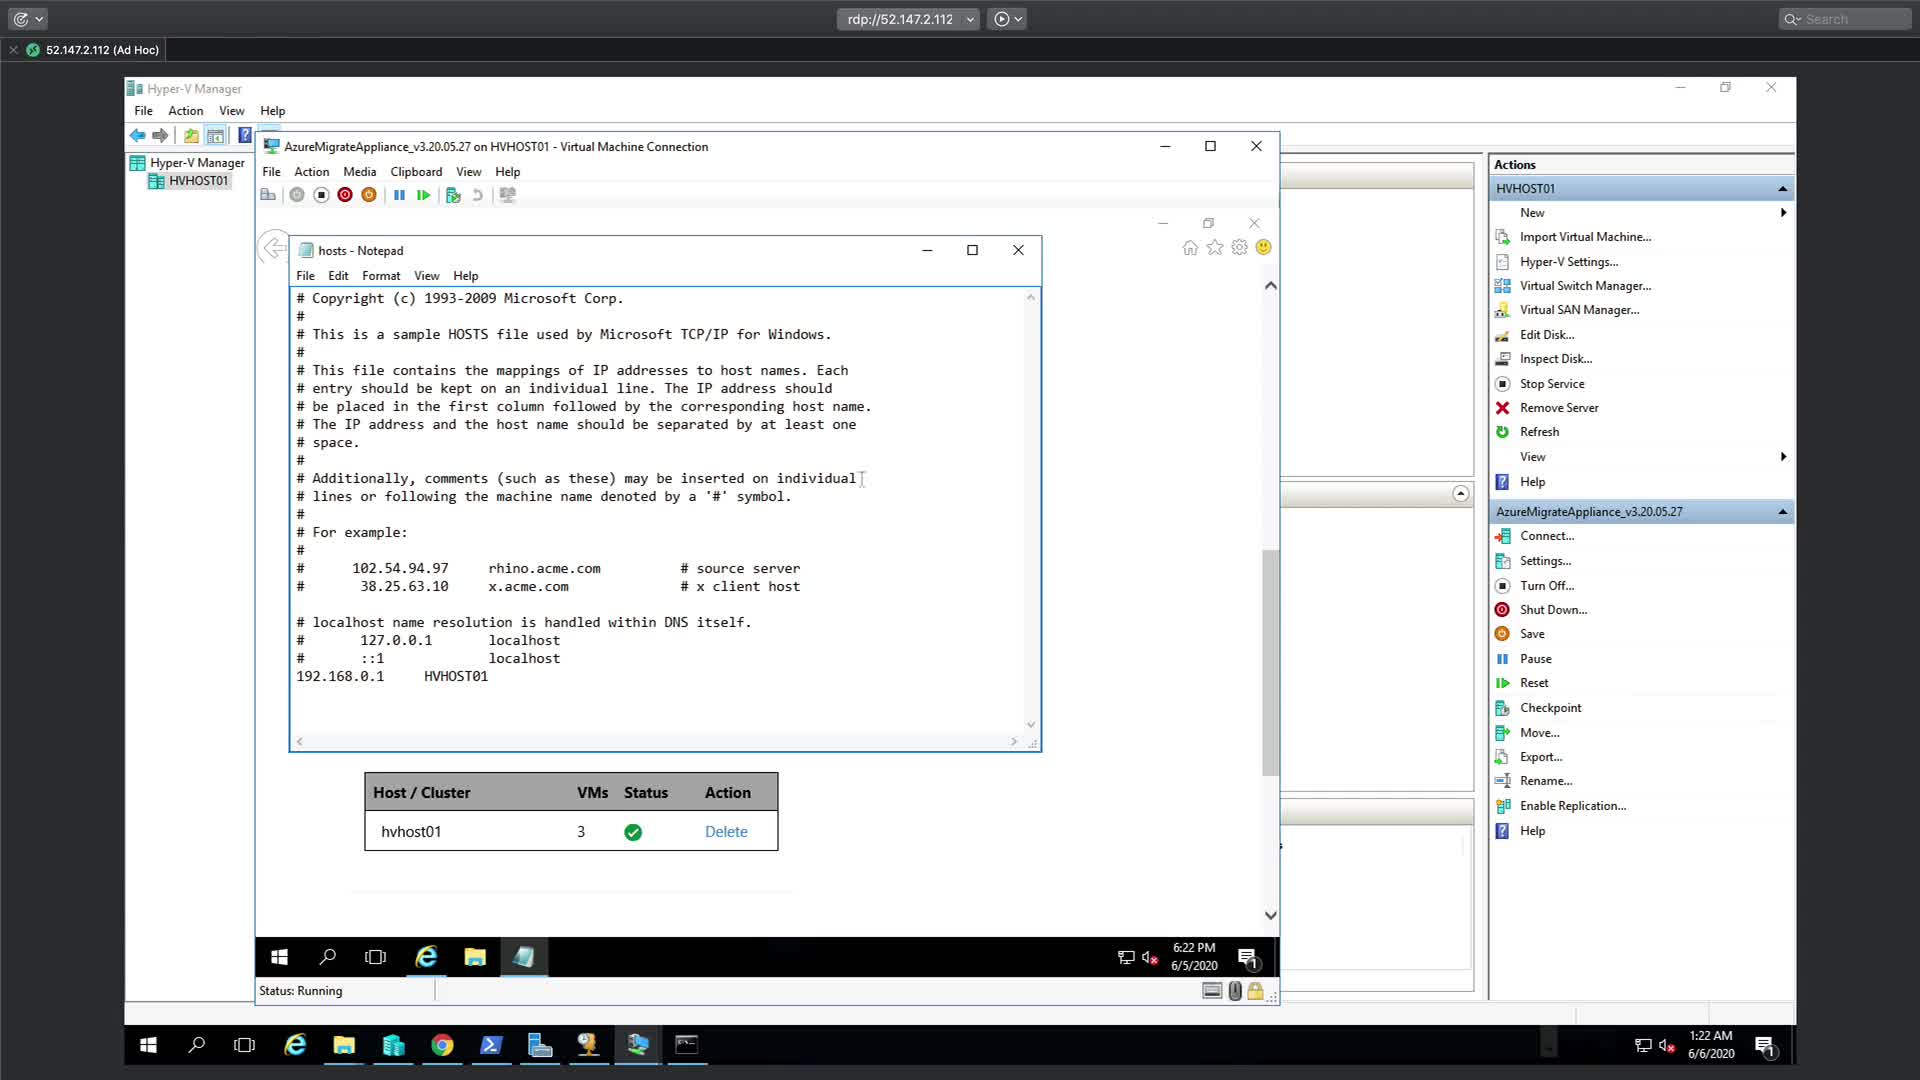 rdp://52.147.2.112
Search
52.147.2.112 (Ad Hoc)
Hyper-V Manager
File Action View Help
Hyper-V Manager
HVHOST01
AzureMigrateAppliance_v3.20.05.27 on HVHOST01 - Virtual Machine Connection
File Action Media Clipboard View Help
hosts - Notepad
File Edit Format View Help
# Copyright (c) 1993-2009 Microsoft Corp.
#
# This is a sample HOSTS file used by Microsoft TCP/IP for Windows.
#
# This file contains the mappings of IP addresses to host names. Each
# entry should be kept on an individual line. The IP address should
# be placed in the first column followed by the corresponding host name.
# The IP address and the host name should be separated by at least one
# space.
#
# Additionally, comments (such as these) may be inserted on individual
# lines or following the machine name denoted by a '#' symbol.
#
# For example:
#
# 102.54.94.97 rhino.acme.com # source server
# 38.25.63.10 x.acme.com # x client host
# localhost name resolution is handled within DNS itself.
# 127.0.0.1 localhost
# ::1 localhost
192.168.0.1 HVHOST01
Host / Cluster VMs Status Action
hvhost01 3 Delete
6:22 PM
6/5/2020
1
Status: Running
Actions
HVHOST01
New
Import Virtual Machine...
Hyper-V Settings...
Virtual Switch Manager...
Virtual SAN Manager...
Edit Disk...
Inspect Disk...
Stop Service
Remove Server
Refresh
View
Help
AzureMigrateAppliance_v3.20.05.27
Connect...
Settings...
Turn Off...
Shut Down...
Save
Pause
Reset
Checkpoint
Move...
Export...
Rename...
Enable Replication...
Help
1:22 AM
6/6/2020
1